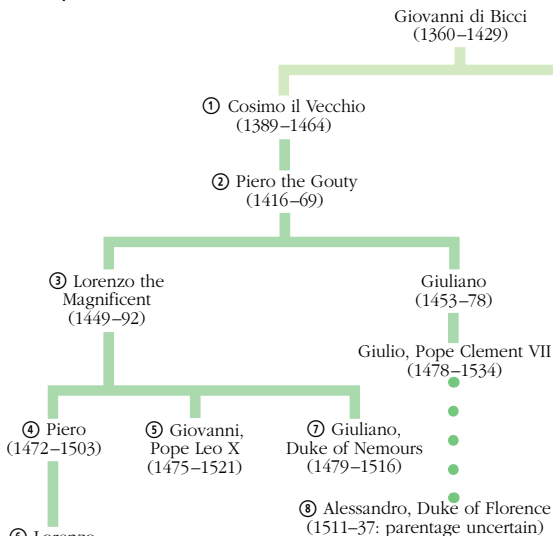 Giovanni di Bicci
(1360–1429)
① Cosimo il Vecchio
(1389–1464)
② Piero the Gouty
(1416–69)
③ Lorenzo the
Magnificent
(1449–92)
Giuliano
(1453–78)
Giulio, Pope Clement VII
(1478–1534)
④ Piero
(1472–1503)
⑤ Giovanni,
Pope Leo X
(1475–1521)
⑦ Giuliano,
Duke of Nemours
(1479–1516)
⑧ Alessandro, Duke of Florence
(1511–37: parentage uncertain)
⑥ Lorenzo